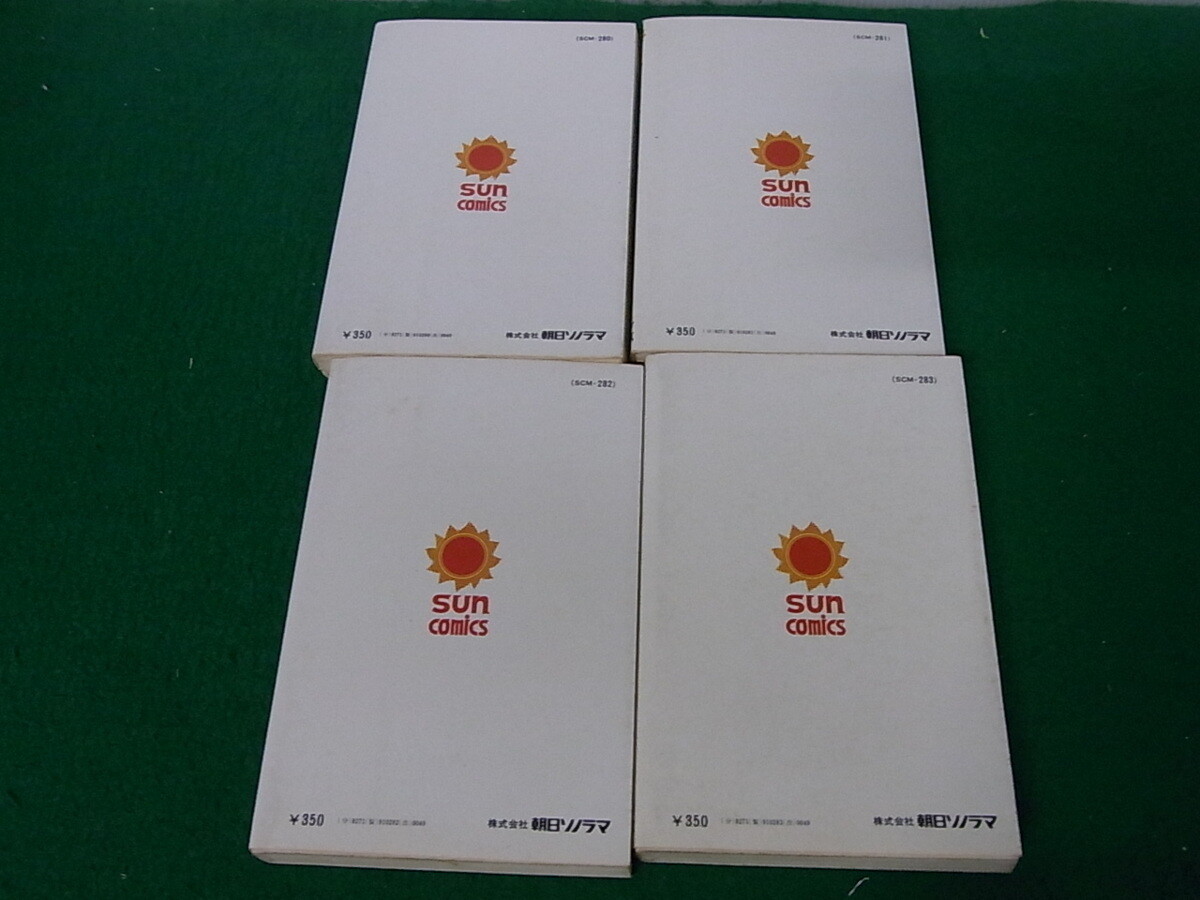 (SCM-280)
sun
comics
¥350
株式会社 朝日ソノラマ
(SCM-281)
sun
comics
¥350
株式会社 朝日ソノラマ
(SCM-282)
sun
comics
¥350
株式会社 朝日ソノラマ
(SCM-283)
sun
comics
¥350
株式会社 朝日ソノラマ